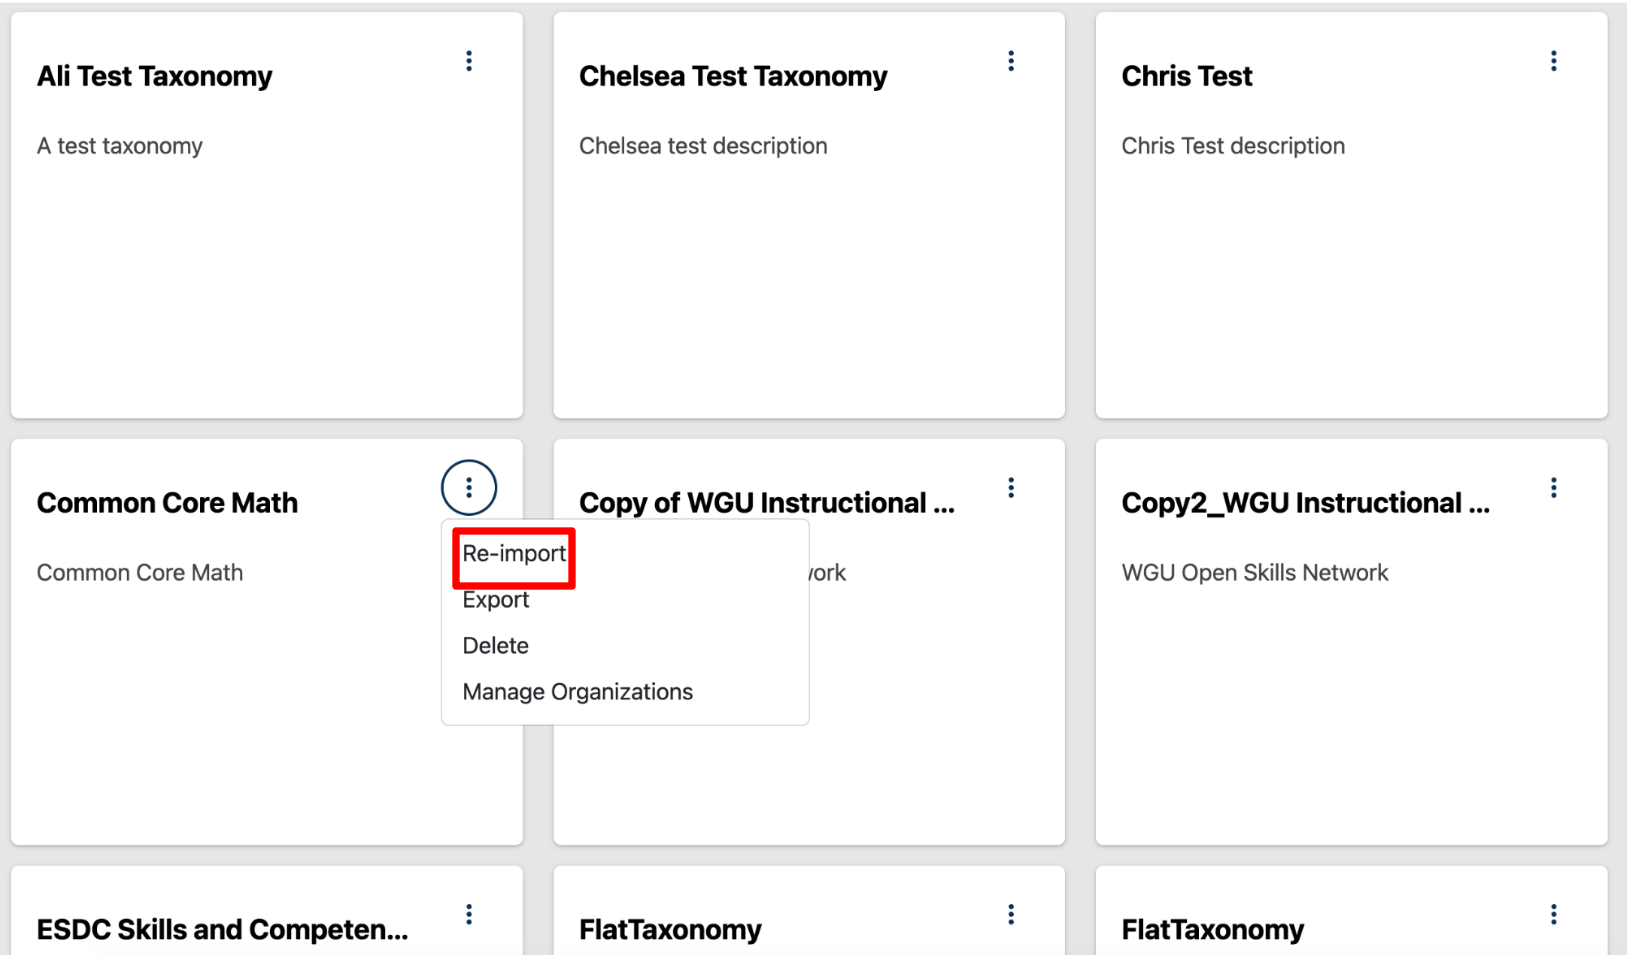 Ali Test Taxonomy
A test taxonomy
Chelsea Test Taxonomy
Chelsea test description
Chris Test
Chris Test description
Common Core Math
Common Core Math
Re-import
Export
Delete
Manage Organizations
Copy of WGU Instructional ...
ork
Copy2_WGU Instructional ...
WGU Open Skills Network
ESDC Skills and Competen...
FlatTaxonomy
FlatTaxonomy